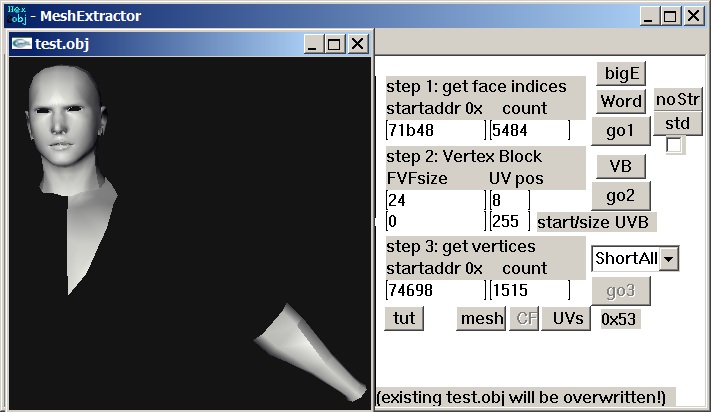 Hex obj - MeshExtractor
test.obj
bigE
step 1: get face indices
startaddr 0x count
Word
noStr
71b48 5484
go1
std
step 2: Vertex Block
FVFsize UV pos
VB
24 8
go2
0 255 start/size UVB
step 3: get vertices
startaddr 0x count
ShortAll
74698 1515
go3
tut mesh CF UVs 0x53
(existing test.obj will be overwritten!)